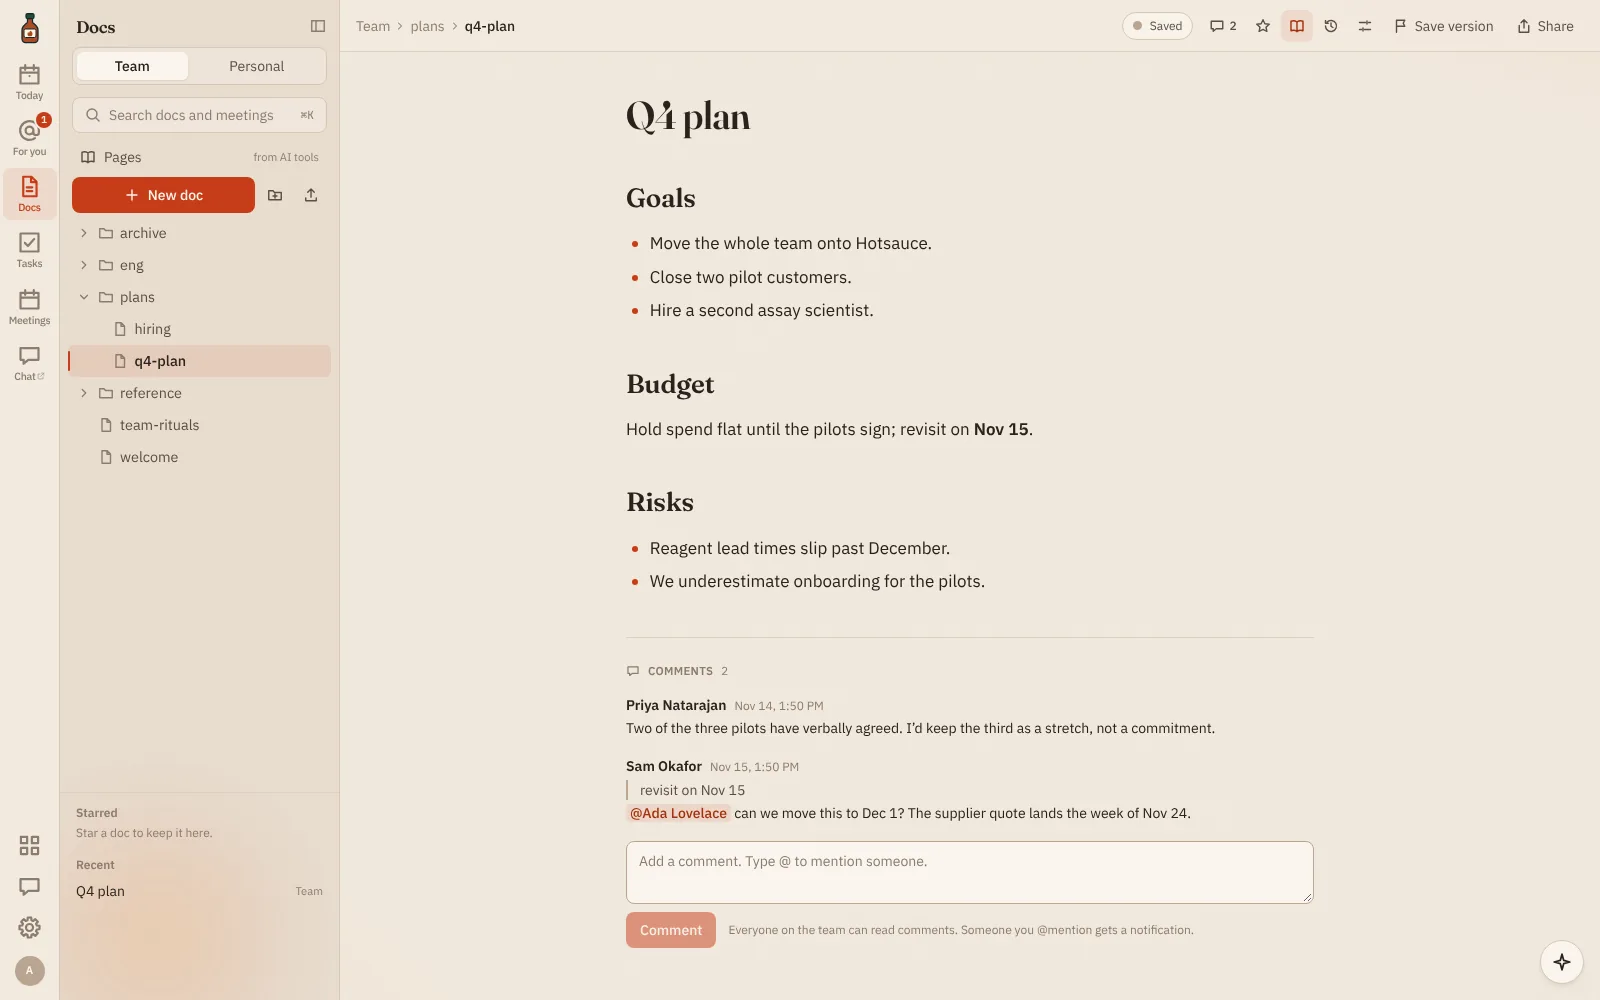 Docs
Team
Personal
Search docs and meetings
⌘K
Pages
from AI tools
+ New doc
archive
eng
plans
hiring
q4-plan
reference
team-rituals
welcome
Starred
Star a doc to keep it here.
Recent
Q4 plan
Team
Today
1
For you
Docs
Tasks
Meetings
Chat
A
Team > plans > q4-plan
Saved
2
Save version
Share
Q4 plan
Goals
• Move the whole team onto Hotsauce.
• Close two pilot customers.
• Hire a second assay scientist.
Budget
Hold spend flat until the pilots sign; revisit on Nov 15.
Risks
• Reagent lead times slip past December.
• We underestimate onboarding for the pilots.
COMMENTS 2
Priya Natarajan Nov 14, 1:50 PM
Two of the three pilots have verbally agreed. I’d keep the third as a stretch, not a commitment.
Sam Okafor Nov 15, 1:50 PM
revisit on Nov 15
@Ada Lovelace can we move this to Dec 1? The supplier quote lands the week of Nov 24.
Add a comment. Type @ to mention someone.
Comment
Everyone on the team can read comments. Someone you @mention gets a notification.